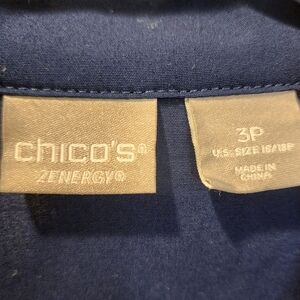 chico's®
ZENERGY®
3P
U.S. SIZE 16/18P
MADE IN
CHINA